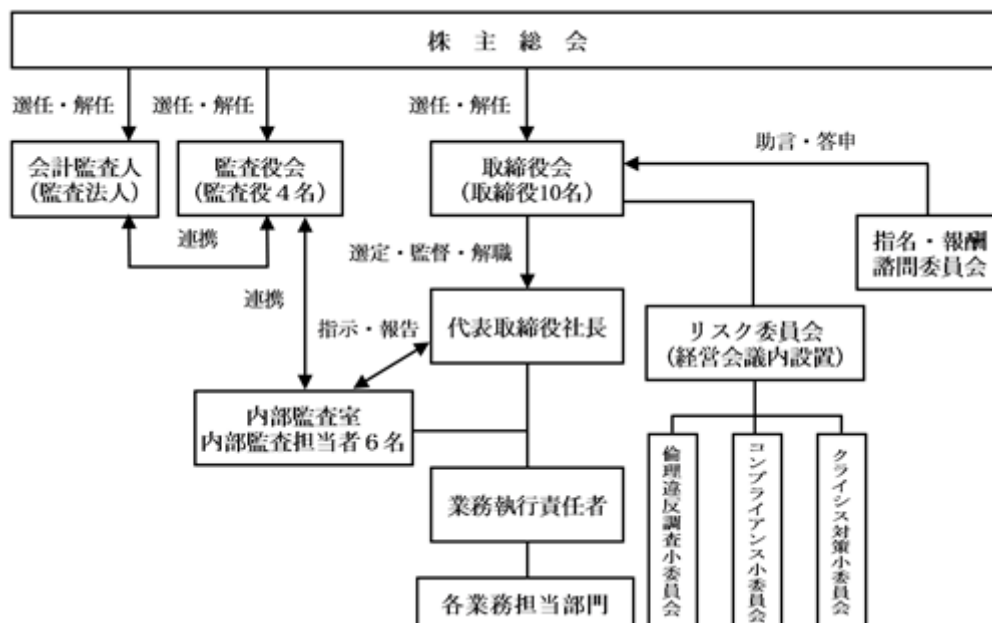 株　主　総　会
選任・解任
選任・解任
選任・解任
助言・答申
会計監査人
(監査法人)
監査役会
(監査役４名)
取締役会
(取締役10名)
指名・報酬
諮問委員会
連携
選定・監督・解職
連携
指示・報告
代表取締役社長
リスク委員会
(経営会議内設置)
内部監査室
内部監査担当者６名
業務執行責任者
各業務担当部門
倫理違反調査小委員会
コンプライアンス小委員会
クライシス対策小委員会